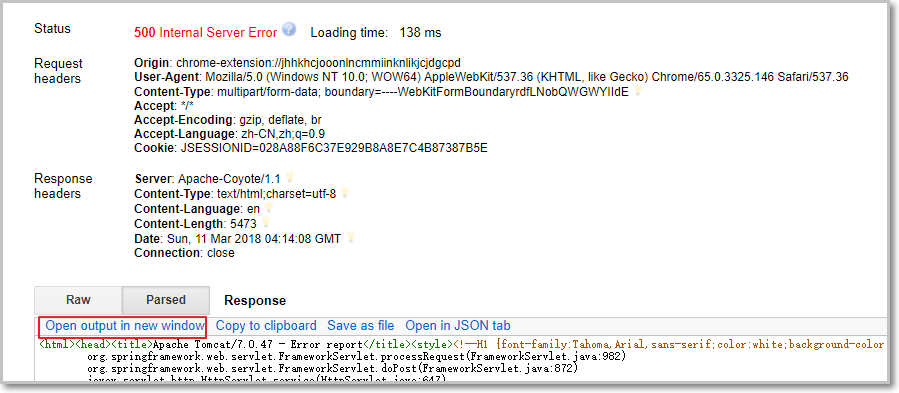 Status
500 Internal Server Error ? Loading time: 138 ms
Request headers
Origin: chrome-extension://jhhkhcjooonlncmmiinknlikjcjdgcpd
User-Agent: Mozilla/5.0 (Windows NT 10.0; WOW64) AppleWebKit/537.36 (KHTML, like Gecko) Chrome/65.0.3325.146 Safari/537.36
Content-Type: multipart/form-data; boundary=----WebKitFormBoundaryrdfLNobQWGWYIIdE
Accept: */*
Accept-Encoding: gzip, deflate, br
Accept-Language: zh-CN,zh;q=0.9
Cookie: JSESSIONID=028A88F6C37E929B8A8E7C4B87387B5E
Response headers
Server: Apache-Coyote/1.1
Content-Type: text/html;charset=utf-8
Content-Language: en
Content-Length: 5473
Date: Sun, 11 Mar 2018 04:14:08 GMT
Connection: close
Raw Parsed Response
Open output in new window Copy to clipboard Save as file Open in JSON tab
<html><head><title>Apache Tomcat/7.0.47 - Error report</title><style><!--H1 {font-family:Tahoma,Arial,sans-serif;color:white;background-color
org.springframework.web.servlet.FrameworkServlet.processRequest(FrameworkServlet.java:982)
org.springframework.web.servlet.FrameworkServlet.doPost(FrameworkServlet.java:872)
javax.servlet.http.HttpServlet.service(HttpServlet.java:647)